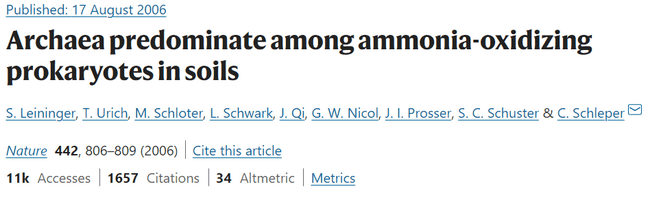 Published: 17 August 2006
Archaea predominate among ammonia-oxidizing
prokaryotes in soils
S. Leininger, T. Urich, M. Schloter, L. Schwark, J. Qi, G. W. Nicol, J. I. Prosser, S. C. Schuster & C. Schleper
Nature 442, 806–809 (2006) | Cite this article
11k Accesses | 1657 Citations | 34 Altmetric | Metrics